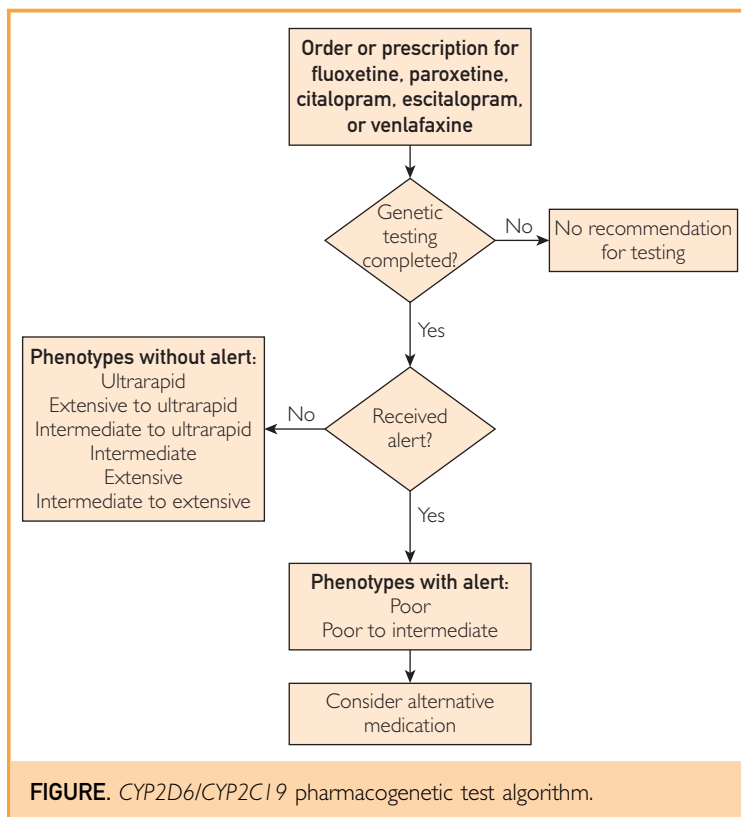 Order or prescription for
fluoxetine, paroxetine,
citalopram, escitalopram,
or venlafaxine
Genetic
testing
completed?
No
No recommendation
for testing
Yes
Phenotypes without alert:
Ultrarapid
Extensive to ultrarapid
Intermediate to ultrarapid
Intermediate
Extensive
Intermediate to extensive
No
Received
alert?
Yes
Phenotypes with alert:
Poor
Poor to intermediate
Consider alternative
medication
FIGURE. CYP2D6/CYP2C19 pharmacogenetic test algorithm.